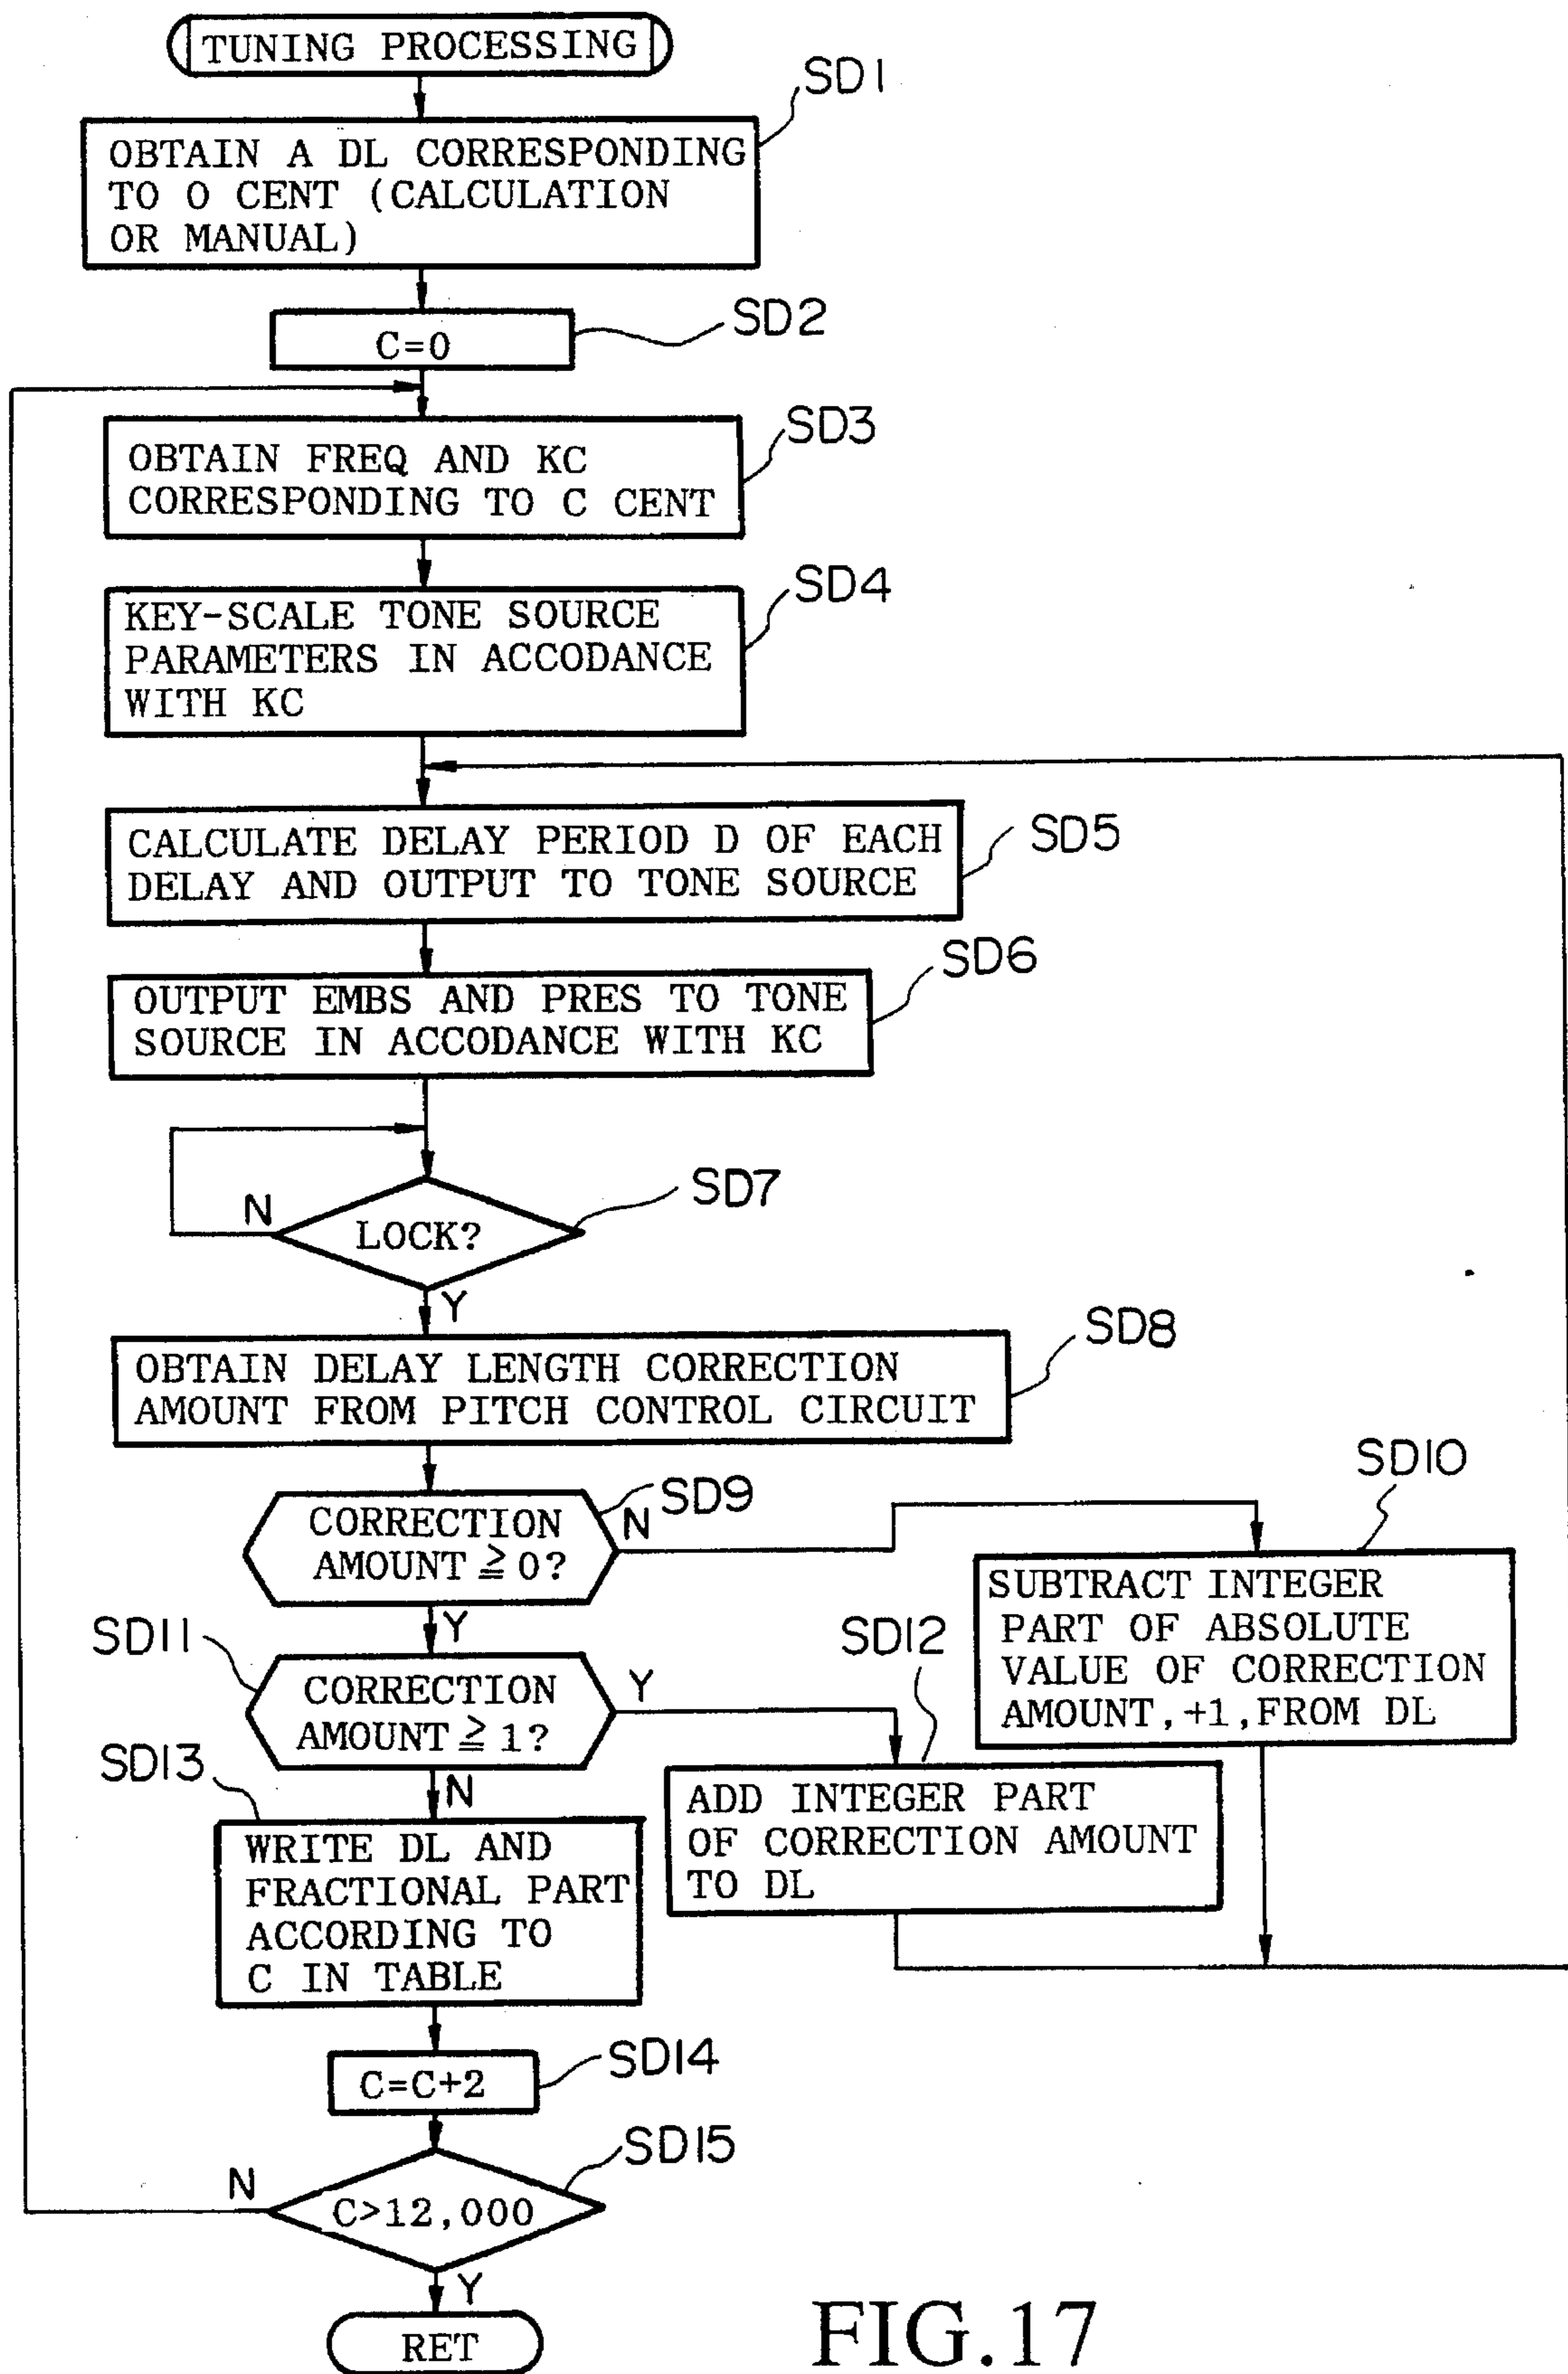 TUNING PROCESSING
SD1
OBTAIN A DL CORRESPONDING
TO 0 CENT (CALCULATION
OR MANUAL)
SD2
C=0
SD3
OBTAIN FREQ AND KC
CORRESPONDING TO C CENT
SD4
KEY-SCALE TONE SOURCE
PARAMETERS IN ACCODANCE
WITH KC
SD5
CALCULATE DELAY PERIOD D OF EACH
DELAY AND OUTPUT TO TONE SOURCE
SD6
OUTPUT EMBS AND PRES TO TONE
SOURCE IN ACCODANCE WITH KC
SD7
N
LOCK?
Y
SD8
OBTAIN DELAY LENGTH CORRECTION
AMOUNT FROM PITCH CONTROL CIRCUIT
SD9
CORRECTION
AMOUNT ≧ 0?
N
Y
SD10
SUBTRACT INTEGER
PART OF ABSOLUTE
VALUE OF CORRECTION
AMOUNT,+1,FROM DL
SD11
CORRECTION
AMOUNT ≧ 1?
Y
N
SD12
ADD INTEGER PART
OF CORRECTION AMOUNT
TO DL
SD13
WRITE DL AND
FRACTIONAL PART
ACCORDING TO
C IN TABLE
SD14
C=C+2
SD15
N
C>12,000
Y
RET
FIG.17